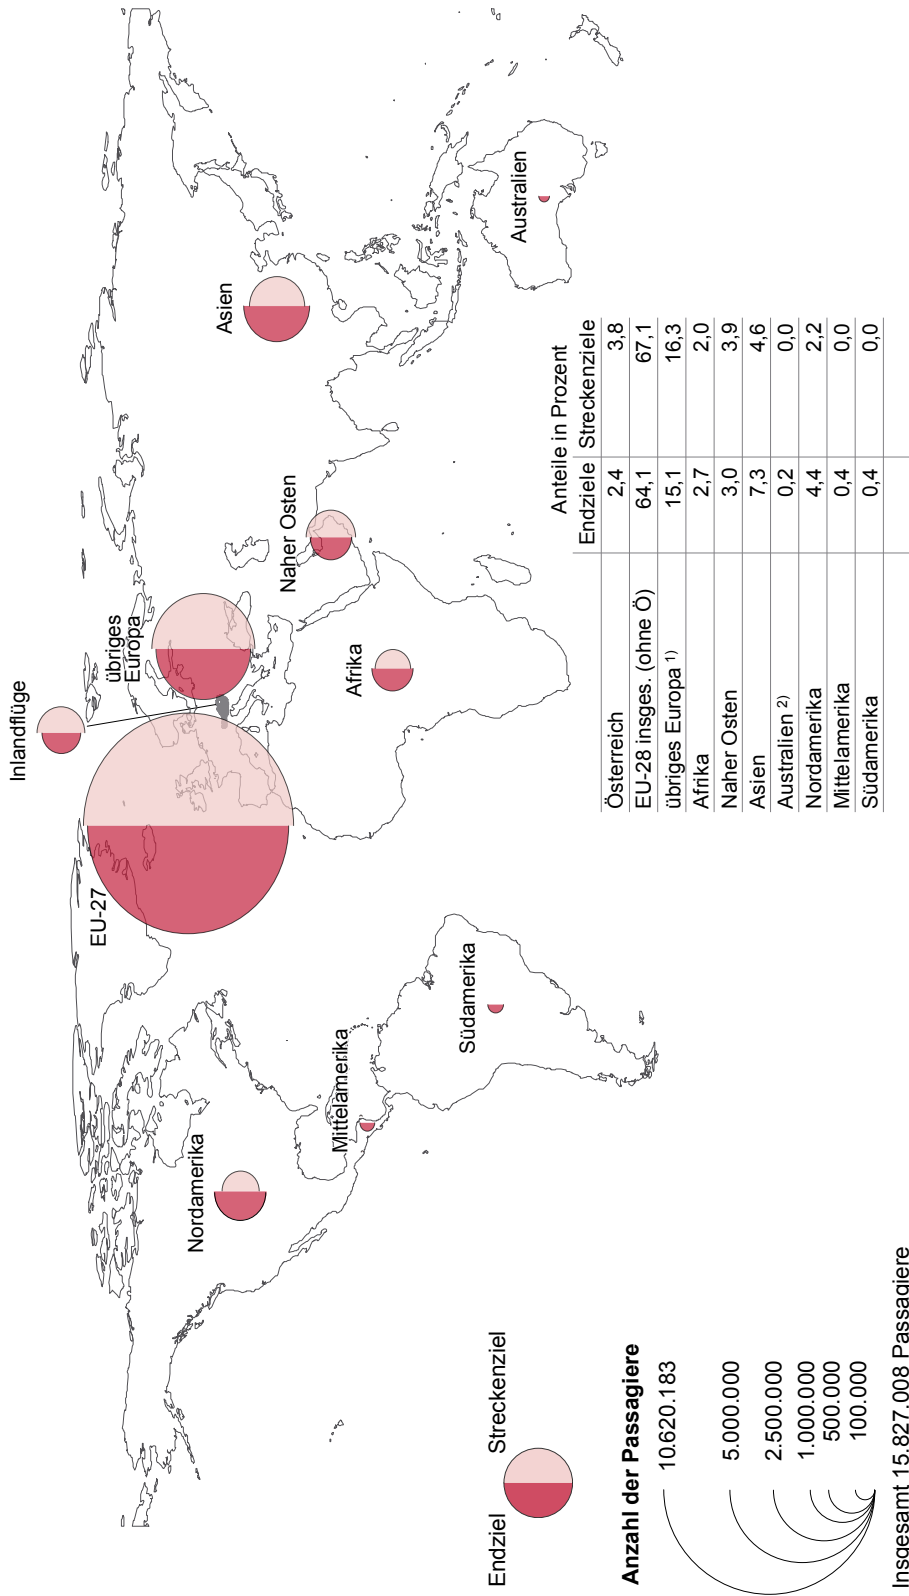 Inlandflüge
EU-27
übriges
Europa
Asien
Naher Osten
Nordamerika
Afrika
Mittelamerika
Südamerika
Australien
Endziel Streckenziel
Anzahl der Passagiere
10.620.183
5.000.000
2.500.000
1.000.000
500.000
100.000
Insgesamt 15.827.008 Passagiere
Anteile in Prozent
Endziele Streckenziele
Österreich 2,4 3,8
EU-28 insges. (ohne Ö) 64,1 67,1
übriges Europa 1) 15,1 16,3
Afrika 2,7 2,0
Naher Osten 3,0 3,9
Asien 7,3 4,6
Australien 2) 0,2 0,0
Nordamerika 4,4 2,2
Mittelamerika 0,4 0,0
Südamerika 0,4 0,0